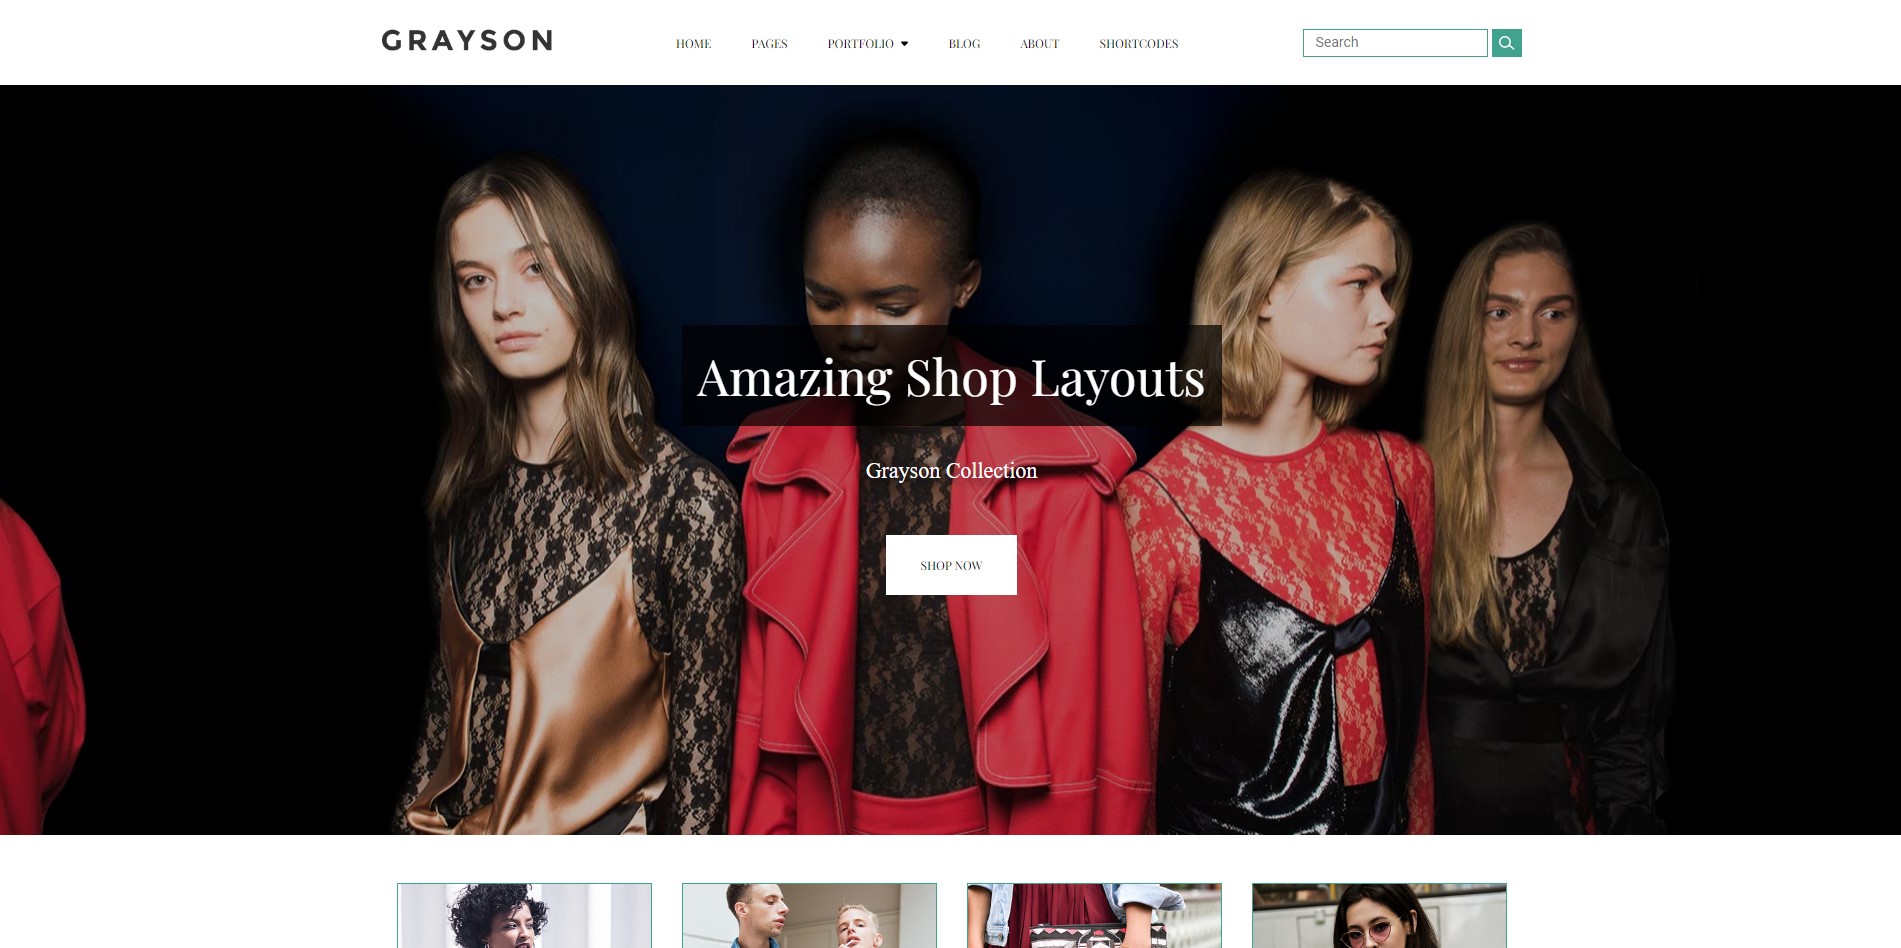 GRAYSON
HOME PAGES PORTFOLIO BLOG ABOUT SHORTCODES
Search
Amazing Shop Layouts
Grayson Collection
SHOP NOW